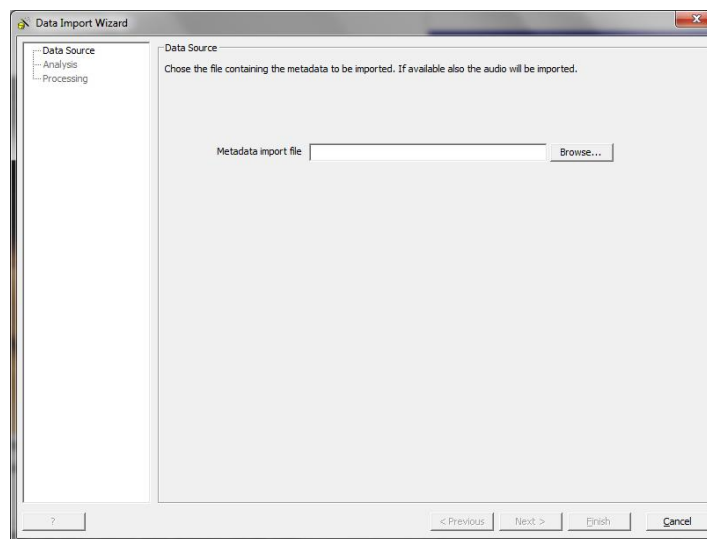 Data Import Wizard
Data Source
Analysis
Processing
Data Source
Chose the file containing the metadata to be imported. If available also the audio will be imported.
Metadata import file
Browse...
?
< Previous
Next >
Finish
Cancel